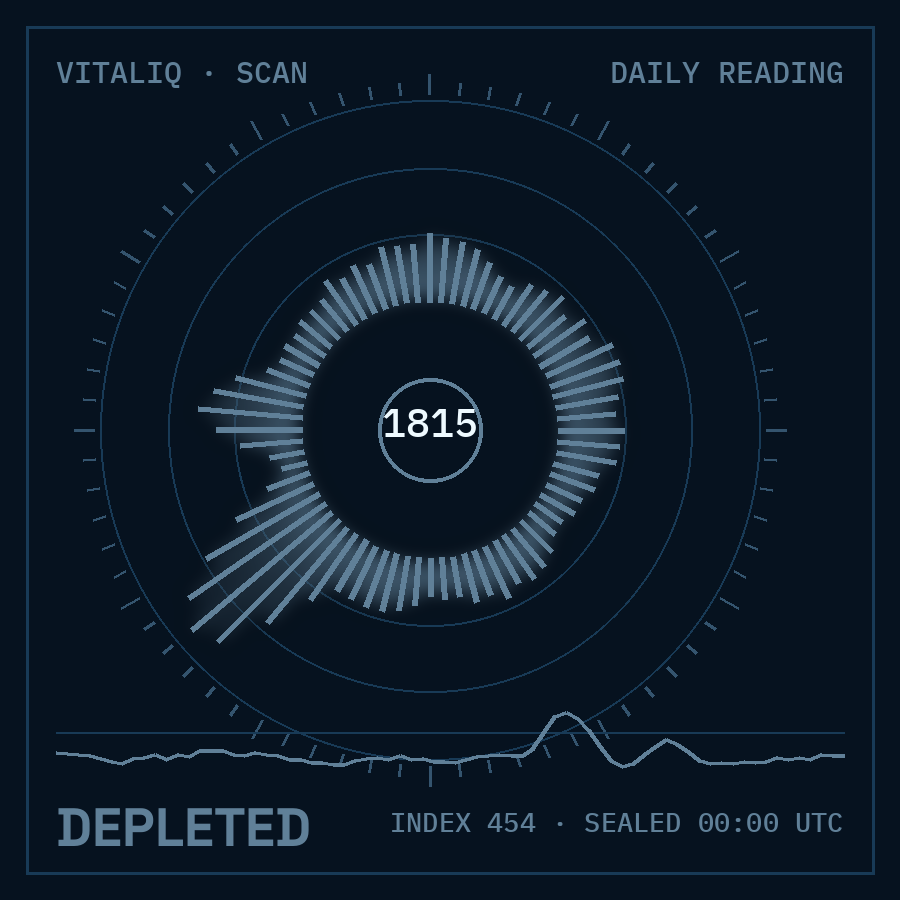 VITALIQ · SCAN
DAILY READING
1815
DEPLETED
INDEX 454 · SEALED 00:00 UTC